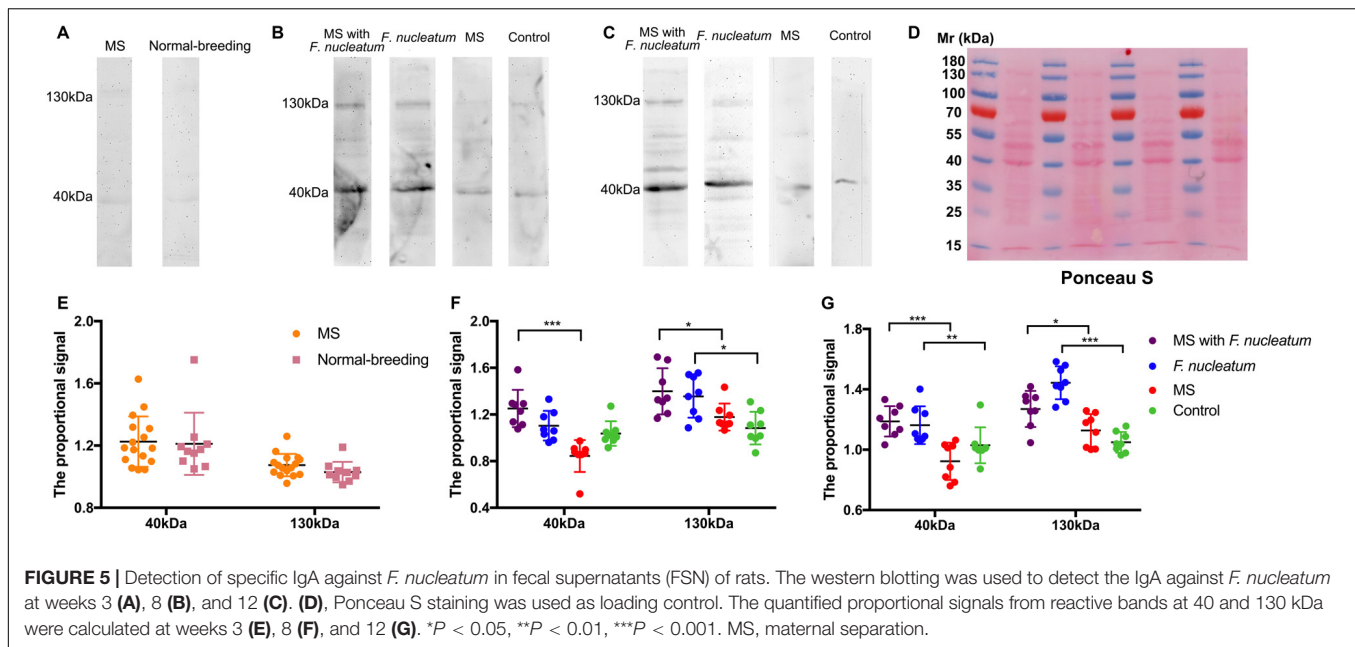 A
MS
Normal-breeding
130kDa
40kDa
B
MS with F. nucleatum
F. nucleatum
MS
Control
130kDa
40kDa
C
MS with F. nucleatum
F. nucleatum
MS
Control
130kDa
40kDa
D
Mr (kDa)
180
130
100
70
55
40
35
25
15
Ponceau S
E
The proportional signal
2.0
1.6
1.2
0.8
40kDa
130kDa
MS
Normal-breeding
F
The proportional signal
2.0
1.6
1.2
0.8
0.4
***
*
*
40kDa
130kDa
G
The proportional signal
1.8
1.4
1.0
0.6
***
**
*
***
40kDa
130kDa
MS with F. nucleatum
F. nucleatum
MS
Control
FIGURE 5 | Detection of specific IgA against F. nucleatum in fecal supernatants (FSN) of rats. The western blotting was used to detect the IgA against F. nucleatum
at weeks 3 (A), 8 (B), and 12 (C). (D), Ponceau S staining was used as loading control. The quantified proportional signals from reactive bands at 40 and 130 kDa
were calculated at weeks 3 (E), 8 (F), and 12 (G). *P < 0.05, **P < 0.01, ***P < 0.001. MS, maternal separation.